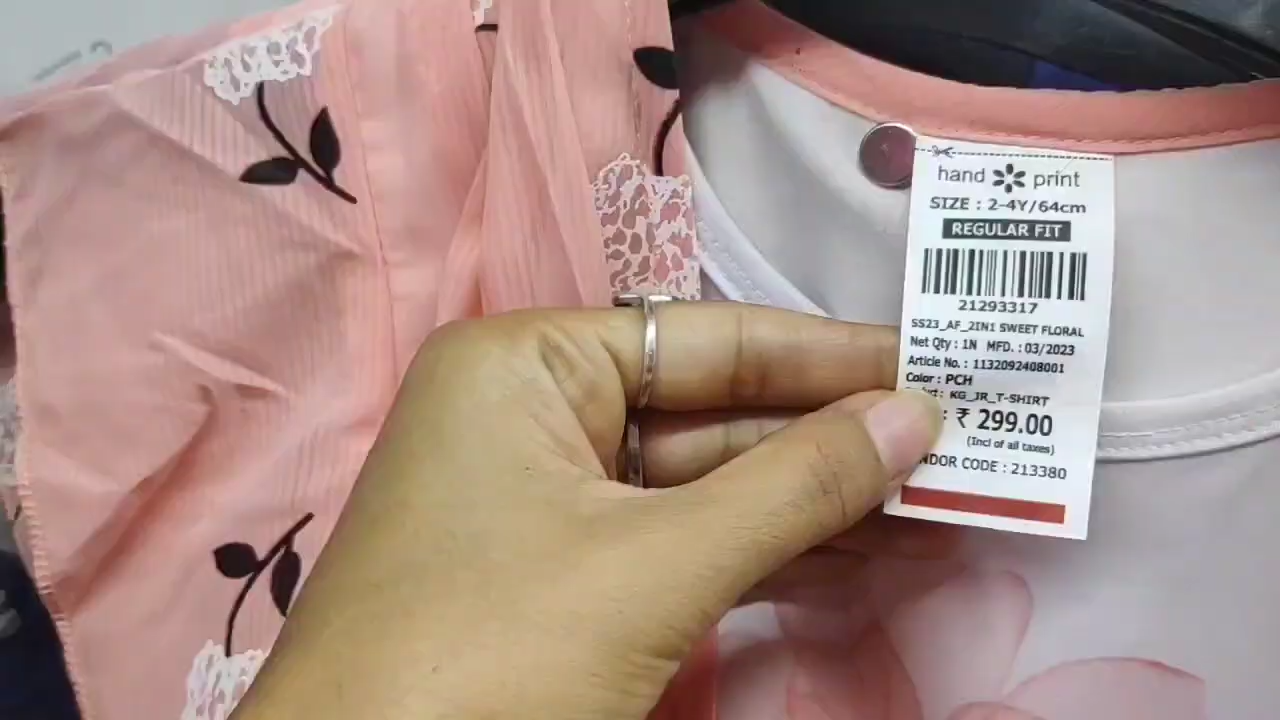 hand print
SIZE : 2-4Y/64cm
REGULAR FIT
21293317
SS23_AF_2IN1 SWEET FLORAL
Net Qty : 1N MFD. : 03/2023
Article No. : 1132092408001
Color : PCH
: KG_JR_T-SHIRT
: ₹ 299.00
(Incl of all taxes)
CODE : 213380